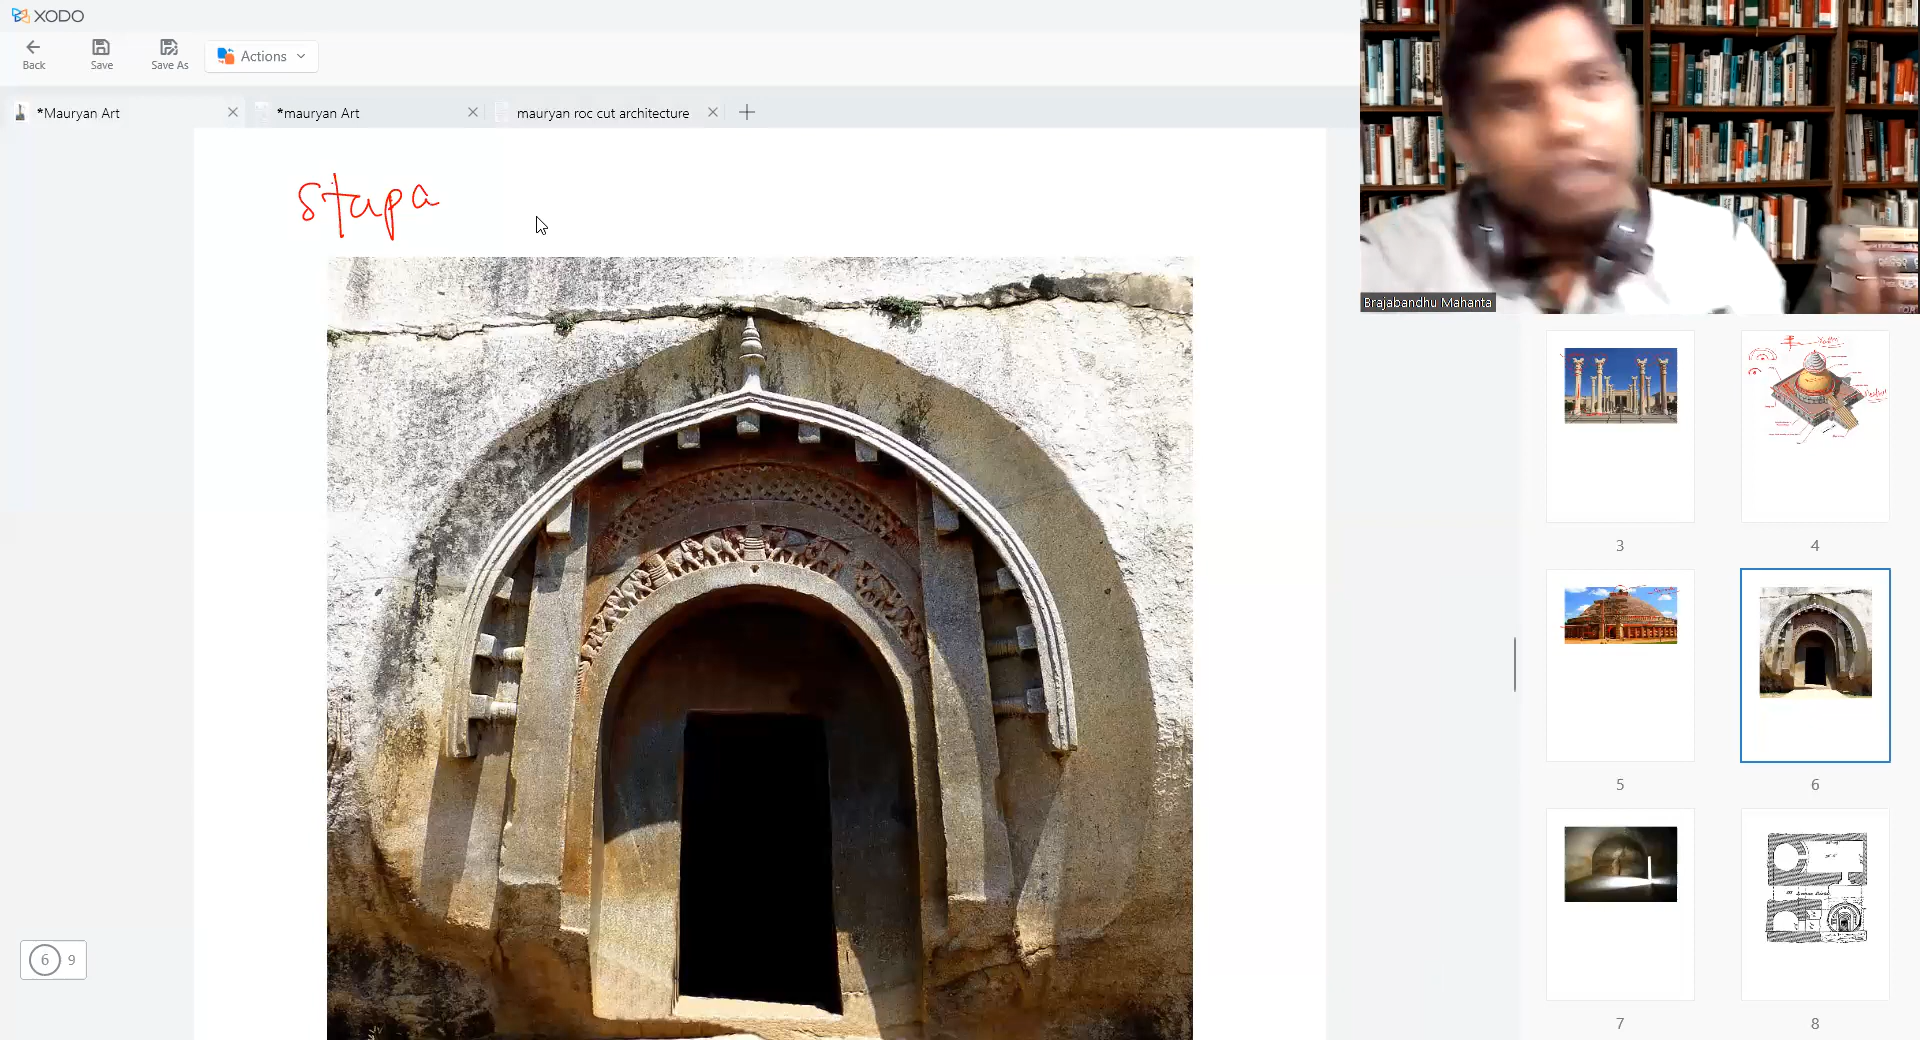 XODO
Back
Save
Save As
Actions
*Mauryan Art
*mauryan Art
mauryan roc cut architecture
stupa
Brajabandhu Mahanta
3
4
5
6
7
8
6 9